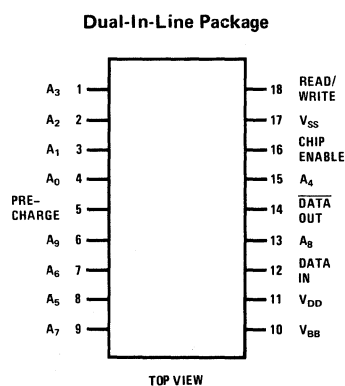 Dual-In-Line Package
A3 1
18 READ/
WRITE
A2 2
17 VSS
A1 3
16 CHIP
ENABLE
A0 4
15 A4
PRE-
CHARGE 5
14 DATA
OUT
A9 6
13 A8
A6 7
12 DATA
IN
A5 8
11 VDD
A7 9
10 VBB
TOP VIEW